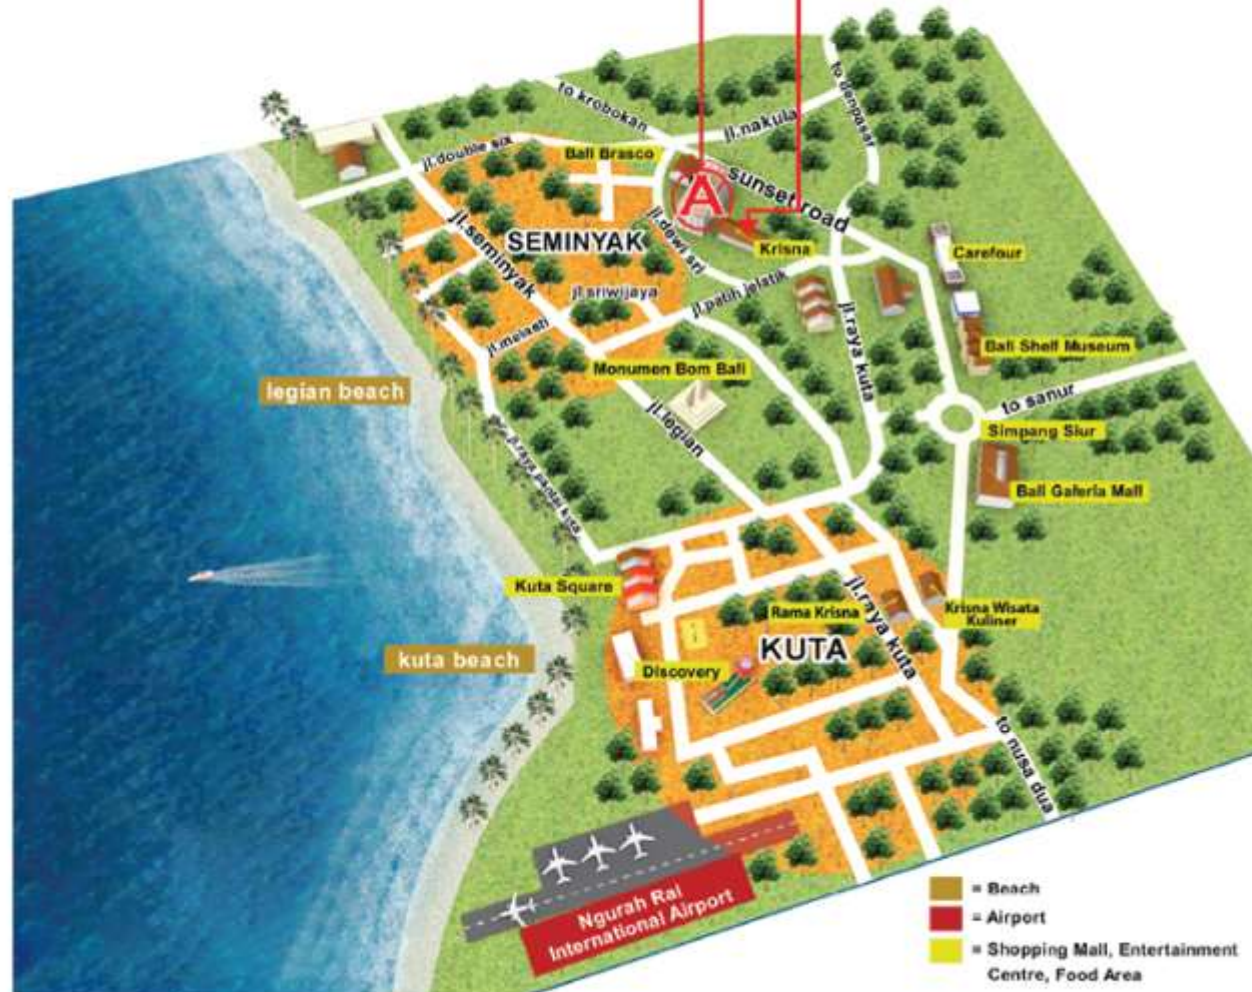 to krobokan
to denpasar
jl.nakula
jl.double six
Bali Brasco
sunset road
A
SEMINYAK
jl.seminyak
jl.dewi sri
Krisna
Carefour
jl.sriwijaya
jl.patih jelatik
jl.melasti
jl.raya kuta
Monumen Bom Bali
Bali Shell Museum
legian beach
to sanur
jl.legian
Simpang Siur
jl.raya pantai kuta
Bali Galeria Mall
Kuta Square
jl.raya kuta
Rama Krisna
Krisna Wisata
Kuliner
KUTA
kuta beach
Discovery
to nusa dua
Ngurah Rai
International Airport
= Beach
= Airport
= Shopping Mall, Entertainment
Centre, Food Area